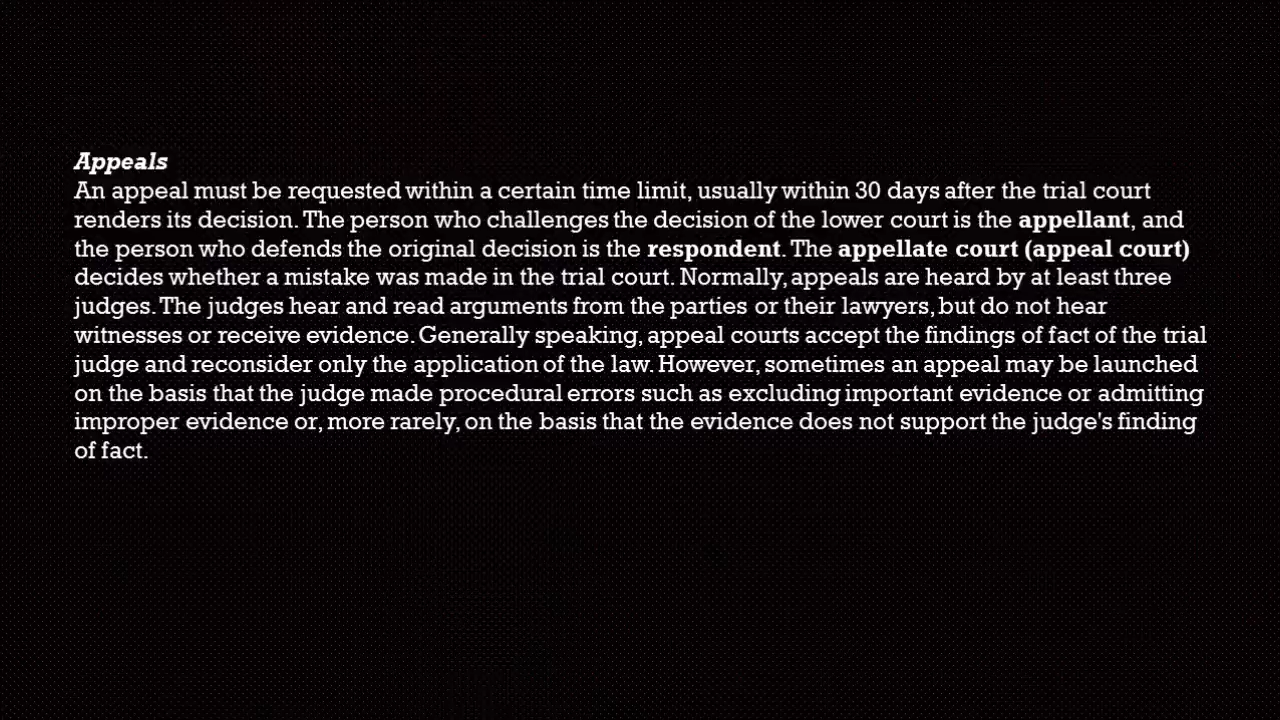 Appeals
An appeal must be requested within a certain time limit, usually within 30 days after the trial court
renders its decision. The person who challenges the decision of the lower court is the appellant, and
the person who defends the original decision is the respondent. The appellate court (appeal court)
decides whether a mistake was made in the trial court. Normally, appeals are heard by at least three
judges. The judges hear and read arguments from the parties or their lawyers, but do not hear
witnesses or receive evidence. Generally speaking, appeal courts accept the findings of fact of the trial
judge and reconsider only the application of the law. However, sometimes an appeal may be launched
on the basis that the judge made procedural errors such as excluding important evidence or admitting
improper evidence or, more rarely, on the basis that the evidence does not support the judge's finding
of fact.